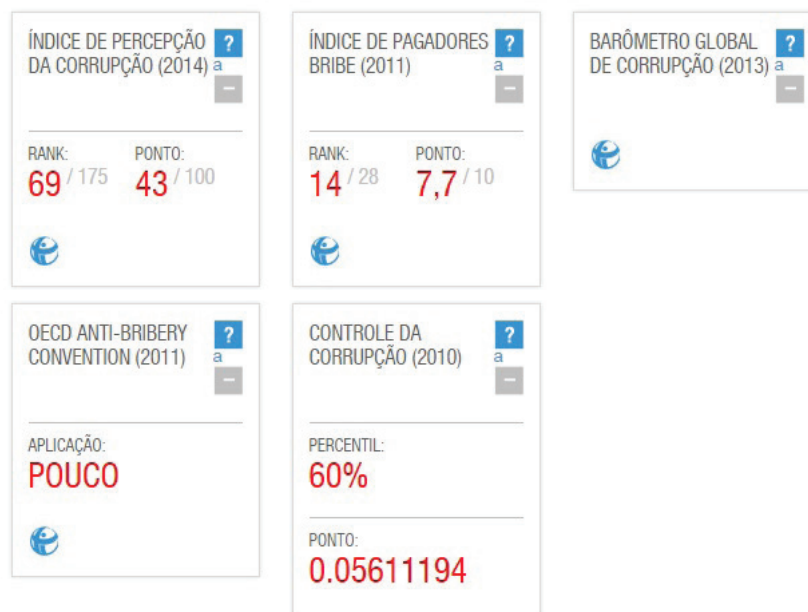 ÍNDICE DE PERCEPÇÃO ?
DA CORRUPÇÃO (2014) a
–
RANK: PONTO:
69 / 175 43 / 100
ÍNDICE DE PAGADORES ?
BRIBE (2011) a
–
RANK: PONTO:
14 / 28 7,7 / 10
BARÔMETRO GLOBAL ?
DE CORRUPÇÃO (2013) a
–
OECD ANTI-BRIBERY ?
CONVENTION (2011) a
–
APLICAÇÃO:
POUCO
CONTROLE DA ?
CORRUPÇÃO (2010) a
–
PERCENTIL:
60%
PONTO:
0.05611194